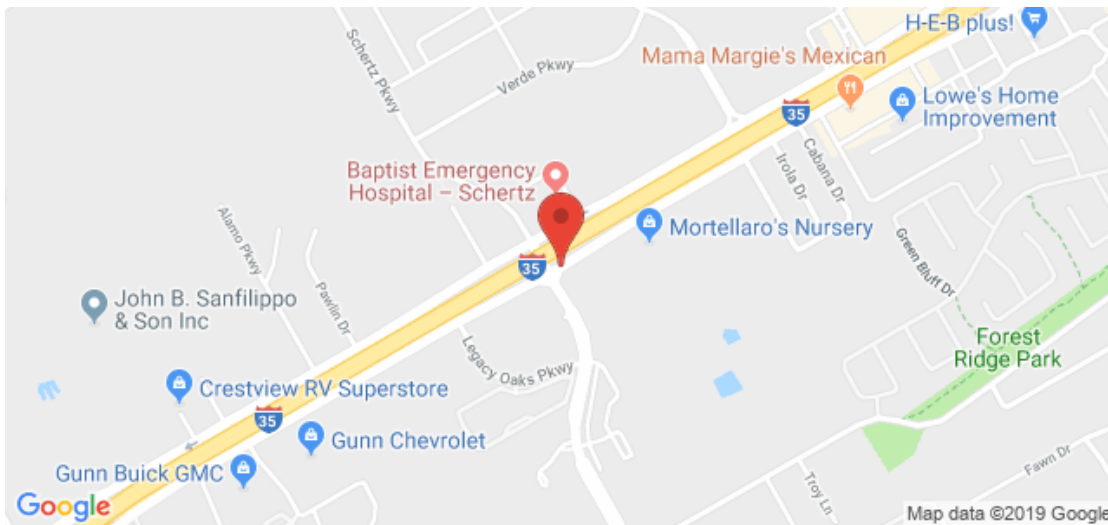 H-E-B plus!
Schertz Pkwy
Verde Pkwy
Mama Margie's Mexican
Lowe's Home
Improvement
35
Cabana Dr
Irola Dr
Baptist Emergency
Hospital – Schertz
Mortellaro's Nursery
Alamo Pkwy
Green Bluff Dr
35
John B. Sanfilippo
& Son Inc
Pawlin Dr
Forest
Ridge Park
Legacy Oaks Pkwy
Crestview RV Superstore
35
Gunn Chevrolet
Gunn Buick GMC
Fawn Dr
Troy Ln
Google
Map data ©2019 Google